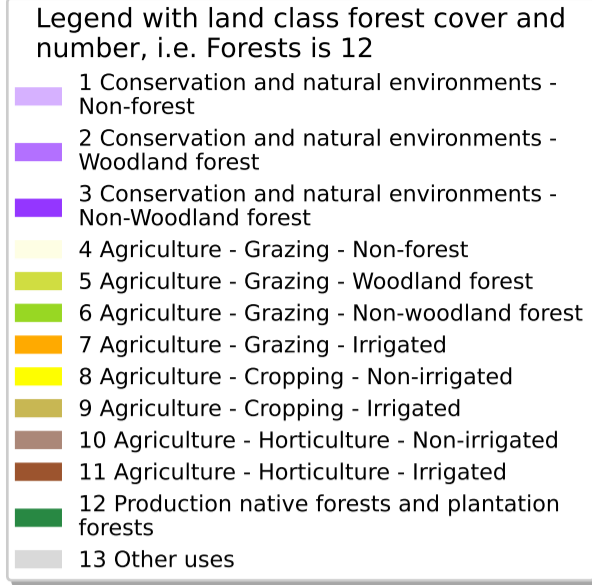 Legend with land class forest cover and
number, i.e. Forests is 12
1 Conservation and natural environments -
Non-forest
2 Conservation and natural environments -
Woodland forest
3 Conservation and natural environments -
Non-Woodland forest
4 Agriculture - Grazing - Non-forest
5 Agriculture - Grazing - Woodland forest
6 Agriculture - Grazing - Non-woodland forest
7 Agriculture - Grazing - Irrigated
8 Agriculture - Cropping - Non-irrigated
9 Agriculture - Cropping - Irrigated
10 Agriculture - Horticulture - Non-irrigated
11 Agriculture - Horticulture - Irrigated
12 Production native forests and plantation
forests
13 Other uses